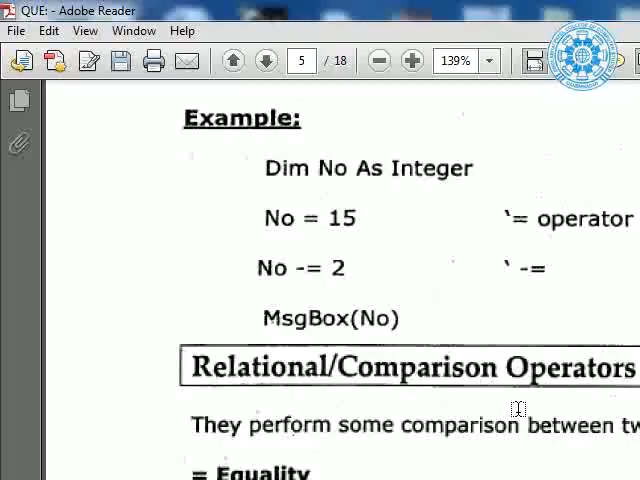 QUE: - Adobe Reader
File Edit View Window Help
5 / 18 139%
Example:
Dim No As Integer
No = 15 '= operator
No -= 2 ' -=
MsgBox(No)
Relational/Comparison Operators
They perform some comparison between tw
= Equality